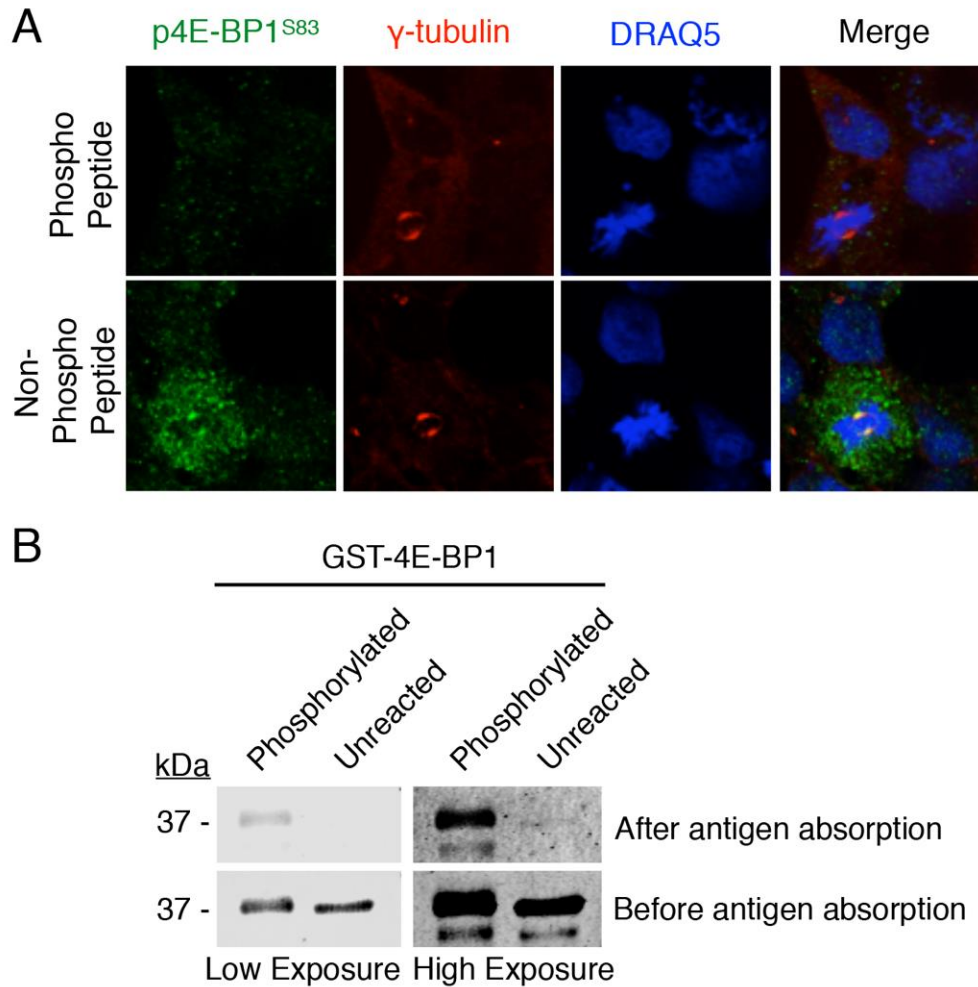 A
p4E-BP1S83 γ-tubulin DRAQ5 Merge
Phospho
Peptide
Non-
Phospho
Peptide
B
GST-4E-BP1
Phosphorylated Unreacted Phosphorylated Unreacted
kDa
37 - After antigen absorption
37 - Before antigen absorption
Low Exposure High Exposure